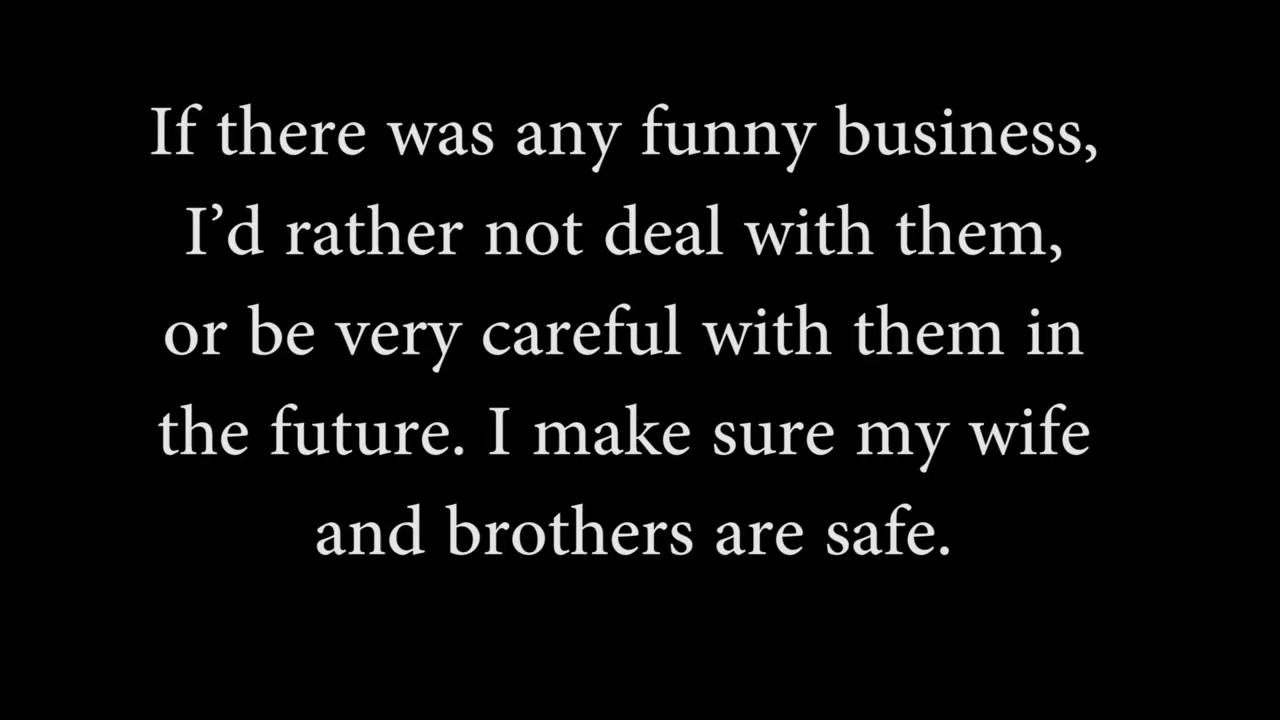 If there was any funny business,
I’d rather not deal with them,
or be very careful with them in
the future. I make sure my wife
and brothers are safe.